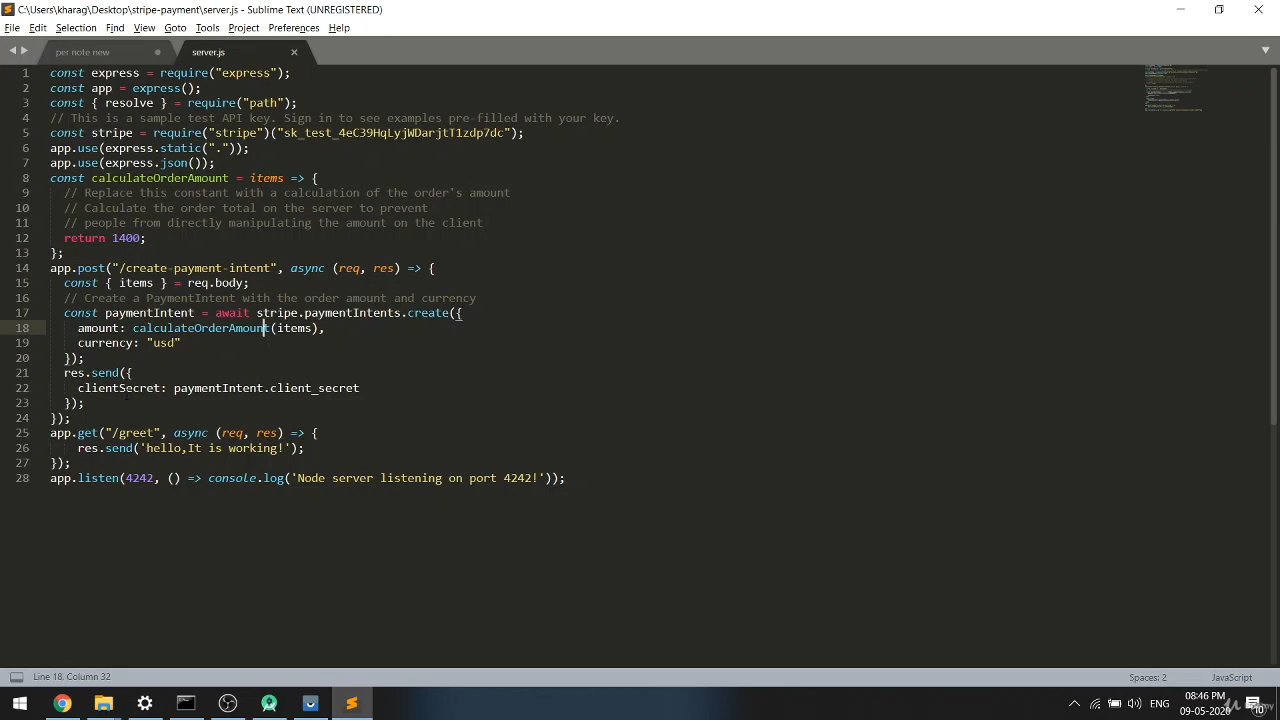 C:\Users\kharag\Desktop\stripe-payment\server.js - Sublime Text (UNREGISTERED)
File Edit Selection Find View Goto Tools Project Preferences Help
per note new
server.js
1 const express = require("express");
2 const app = express();
3 const { resolve } = require("path");
4 // This is a sample test API key. Sign in to see examples pre-filled with your key.
5 const stripe = require("stripe")("sk_test_4eC39HqLyjWDarjtT1zdp7dc");
6 app.use(express.static("."));
7 app.use(express.json());
8 const calculateOrderAmount = items => {
9 // Replace this constant with a calculation of the order's amount
10 // Calculate the order total on the server to prevent
11 // people from directly manipulating the amount on the client
12 return 1400;
13 };
14 app.post("/create-payment-intent", async (req, res) => {
15 const { items } = req.body;
16 // Create a PaymentIntent with the order amount and currency
17 const paymentIntent = await stripe.paymentIntents.create({
18 amount: calculateOrderAmount(items),
19 currency: "usd"
20 });
21 res.send({
22 clientSecret: paymentIntent.client_secret
23 });
24 });
25 app.get("/greet", async (req, res) => {
26 res.send('hello,It is working!');
27 });
28 app.listen(4242, () => console.log('Node server listening on port 4242!'));
Line 18, Column 32
Spaces: 2
JavaScript
ENG
08:46 PM
09-05-2020